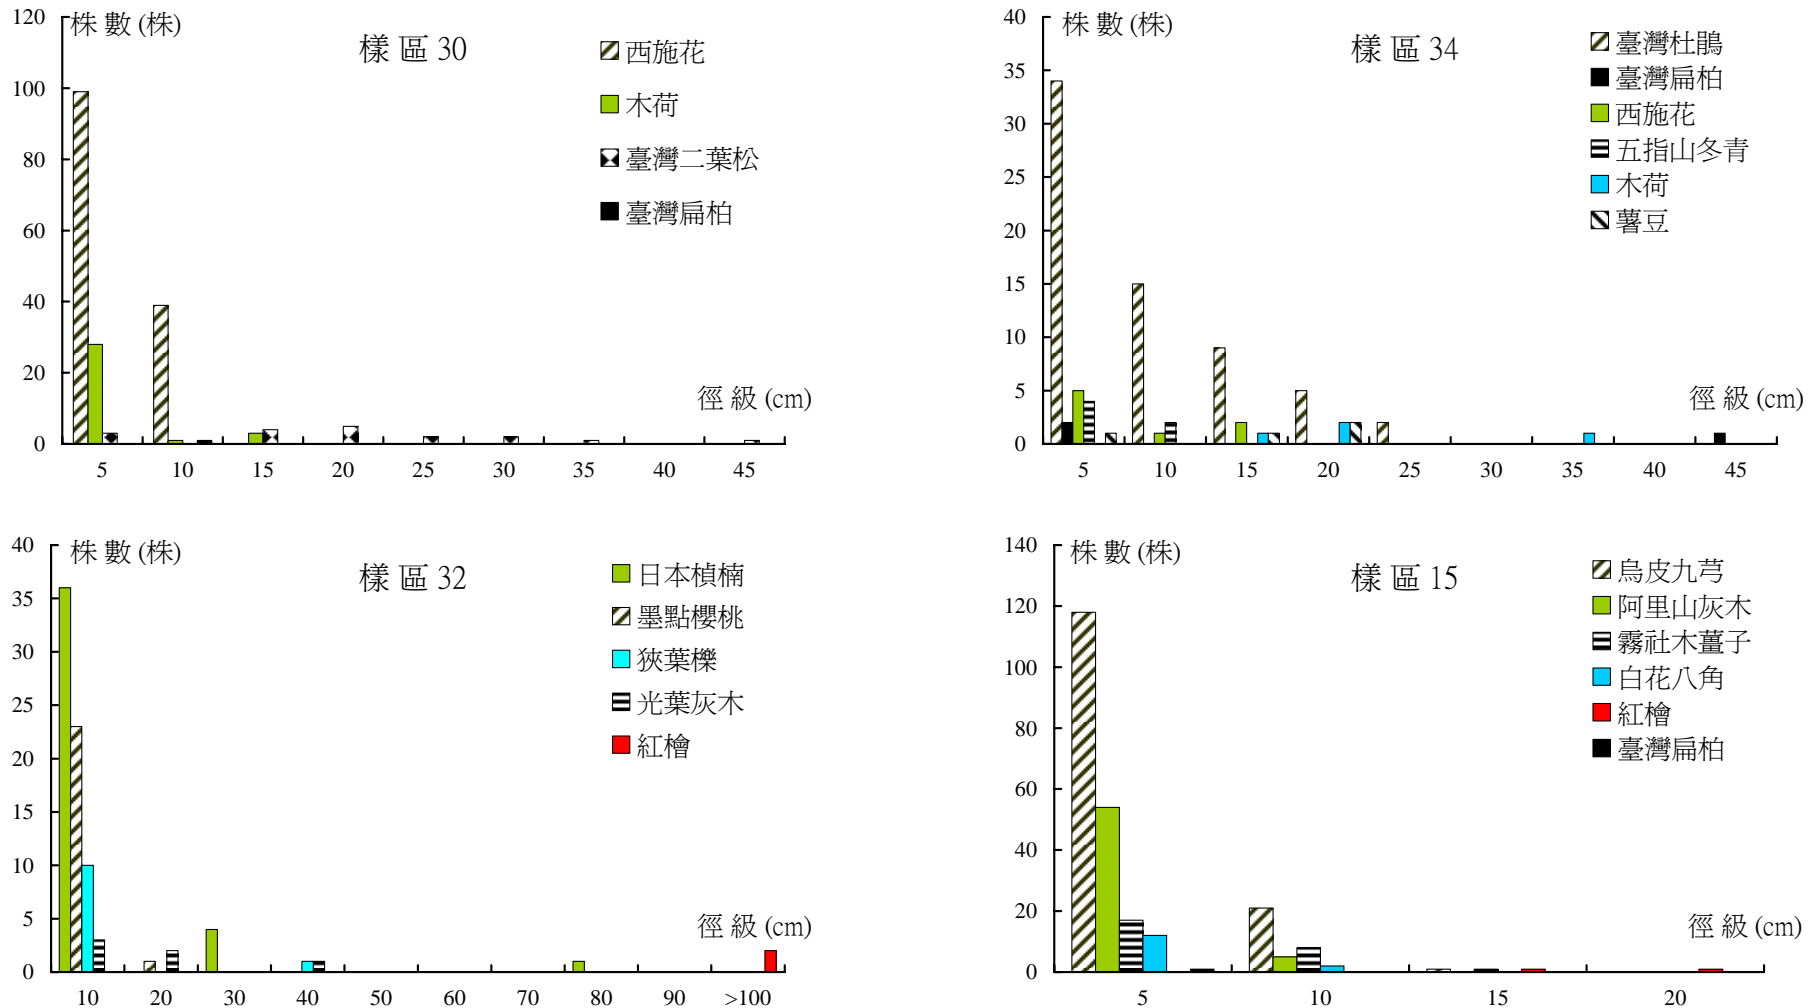 株 數 (株)
樣 區 30
西施花
木荷
臺灣二葉松
臺灣扁柏
120
100
80
60
40
20
0
徑 級 (cm)
5 10 15 20 25 30 35 40 45
株 數 (株)
樣 區 34
臺灣杜鵑
臺灣扁柏
西施花
五指山冬青
木荷
薯豆
40
35
30
25
20
15
10
5
0
徑 級 (cm)
5 10 15 20 25 30 35 40 45
株 數 (株)
樣 區 32
日本楨楠
墨點櫻桃
狹葉櫟
光葉灰木
紅檜
40
35
30
25
20
15
10
5
0
徑 級 (cm)
10 20 30 40 50 60 70 80 90 >100
株 數 (株)
樣 區 15
烏皮九芎
阿里山灰木
霧社木薑子
白花八角
紅檜
臺灣扁柏
140
120
100
80
60
40
20
0
徑 級 (cm)
5 10 15 20